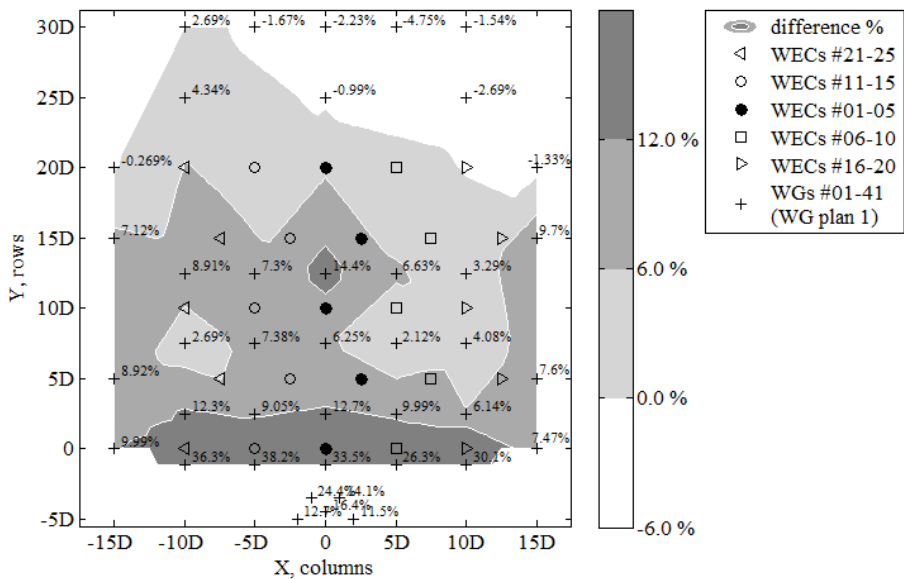 30D
25D
20D
15D
10D
5D
0
-5D
Y, rows
-15D -10D -5D 0 5D 10D 15D
X, columns
2.69% -1.67% -2.23% -4.75% -1.54%
4.34% -0.99% -2.69%
-0.269% -1.33%
7.12% 9.7%
8.91% 7.3% 14.4% 6.63% 3.29%
2.69% 7.38% 6.25% 2.12% 4.08%
8.92% 7.6%
12.3% 9.05% 12.7% 9.99% 6.14%
9.99% 7.47%
36.3% 38.2% 33.5% 26.3% 30.1%
24.4% 14.1%
16.4%
11.5%
12.0 %
6.0 %
0.0 %
-6.0 %
difference %
WECs #21-25
WECs #11-15
WECs #01-05
WECs #06-10
WECs #16-20
WGs #01-41
(WG plan 1)